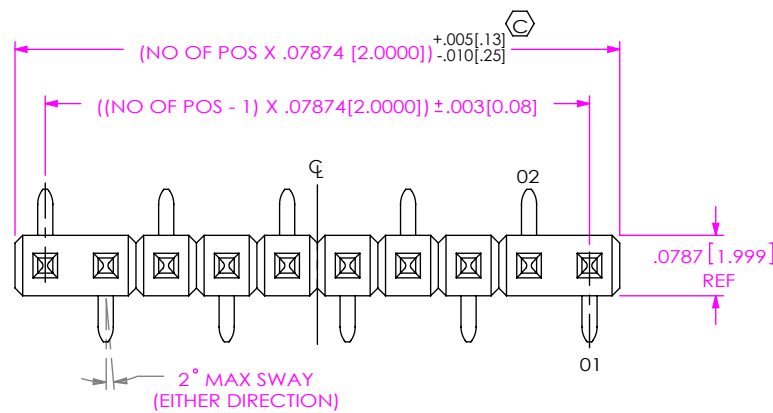 C
(NO OF POS X .07874 [2.0000]) +.005[.13]
-.010[.25]
((NO OF POS - 1) X .07874[2.0000]) ±.003[0.08]
℄
02
.0787 [1.999]
REF
01
2° MAX SWAY
(EITHER DIRECTION)